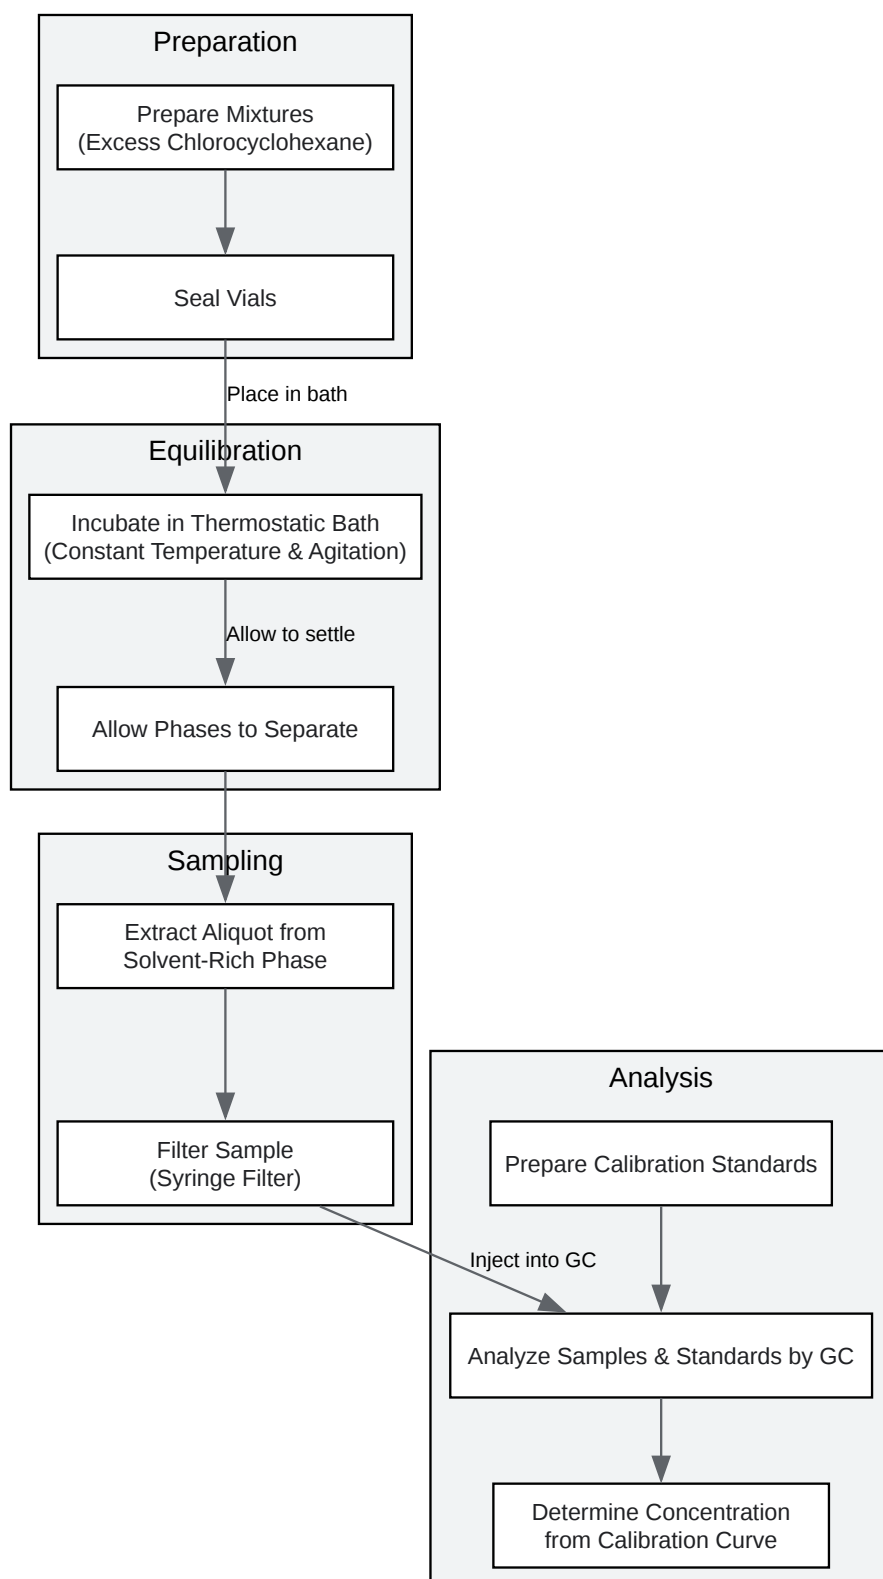 Preparation
Prepare Mixtures
(Excess Chlorocyclohexane)
Seal Vials
Place in bath
Equilibration
Incubate in Thermostatic Bath
(Constant Temperature & Agitation)
Allow to settle
Allow Phases to Separate
Sampling
Extract Aliquot from
Solvent-Rich Phase
Filter Sample
(Syringe Filter)
Analysis
Prepare Calibration Standards
Inject into GC
Analyze Samples & Standards by GC
Determine Concentration
from Calibration Curve